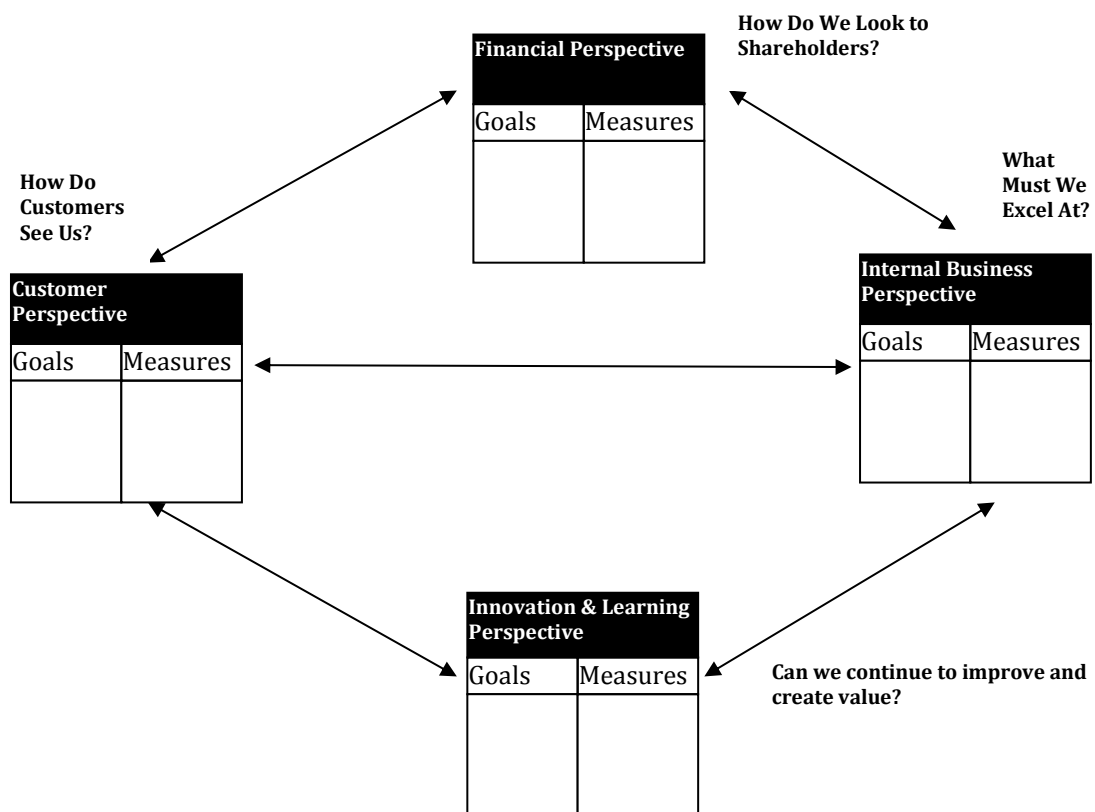 How Do We Look to
Shareholders?
Financial Perspective
Goals Measures
How Do
Customers
See Us?
What
Must We
Excel At?
Customer
Perspective
Goals Measures
Internal Business
Perspective
Goals Measures
Innovation & Learning
Perspective
Goals Measures
Can we continue to improve and
create value?